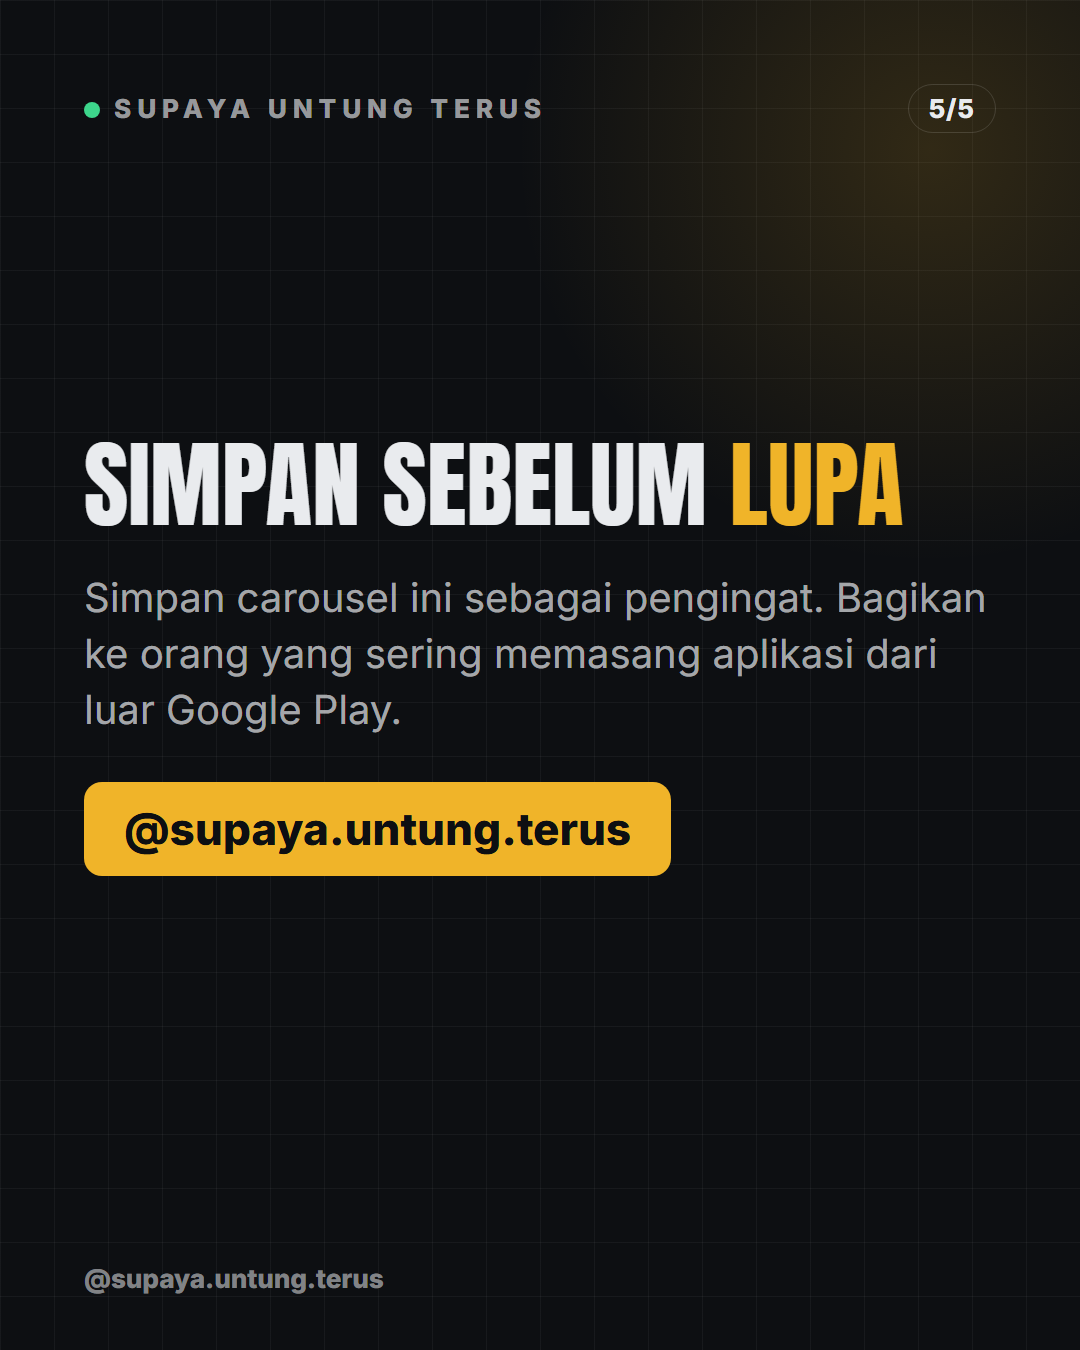 SUPAYA UNTUNG TERUS
5/5
SIMPAN SEBELUM LUPA
Simpan carousel ini sebagai pengingat. Bagikan
ke orang yang sering memasang aplikasi dari
luar Google Play.
@supaya.untung.terus
@supaya.untung.terus